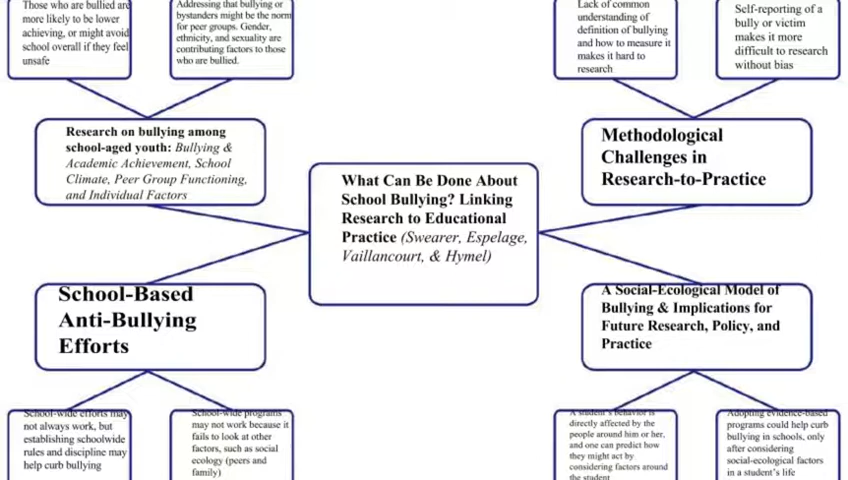 Those who are bullied are
more likely to be lower
achieving, or might avoid
school overall if they feel
unsafe
Addressing that bullying or
bystanders might be the norm
for peer groups. Gender,
ethnicity, and sexuality are
contributing factors to those
who are bullied.
Lack of common
understanding of
definition of bullying
and how to measure it
makes it hard to
research
Self-reporting of a
bully or victim
makes it more
difficult to research
without bias
Research on bullying among
school-aged youth: Bullying &
Academic Achievement, School
Climate, Peer Group Functioning,
and Individual Factors
Methodological
Challenges in
Research-to-Practice
What Can Be Done About
School Bullying? Linking
Research to Educational
Practice (Swearer, Espelage,
Vaillancourt, & Hymel)
School-Based
Anti-Bullying
Efforts
A Social-Ecological Model of
Bullying & Implications for
Future Research, Policy, and
Practice
School-wide efforts may
not always work, but
establishing schoolwide
rules and discipline may
help curb bullying
School-wide programs
may not work because it
fails to look at other
factors, such as social
ecology (peers and
family)
A student's behavior is
directly affected by the
people around him or her,
and one can predict how
they might act by
considering factors around
the student
Adopting evidence-based
programs could help curb
bullying in schools, only
after considering
social-ecological factors
in a student's life